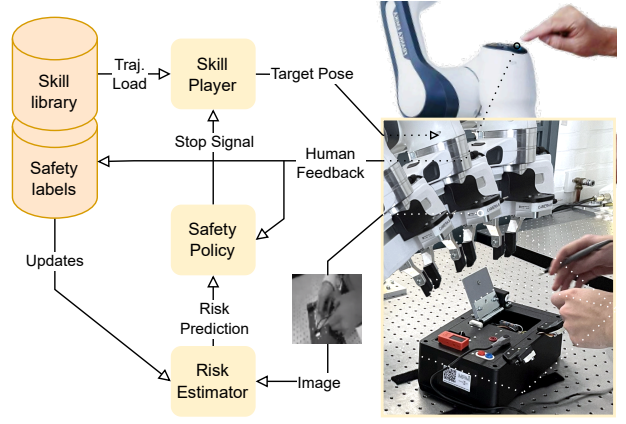 Skill
library
Traj.
Load
Skill
Player
Target Pose
Stop Signal
Safety
labels
Human
Feedback
Safety
Policy
Updates
Risk
Prediction
Risk
Estimator
Image